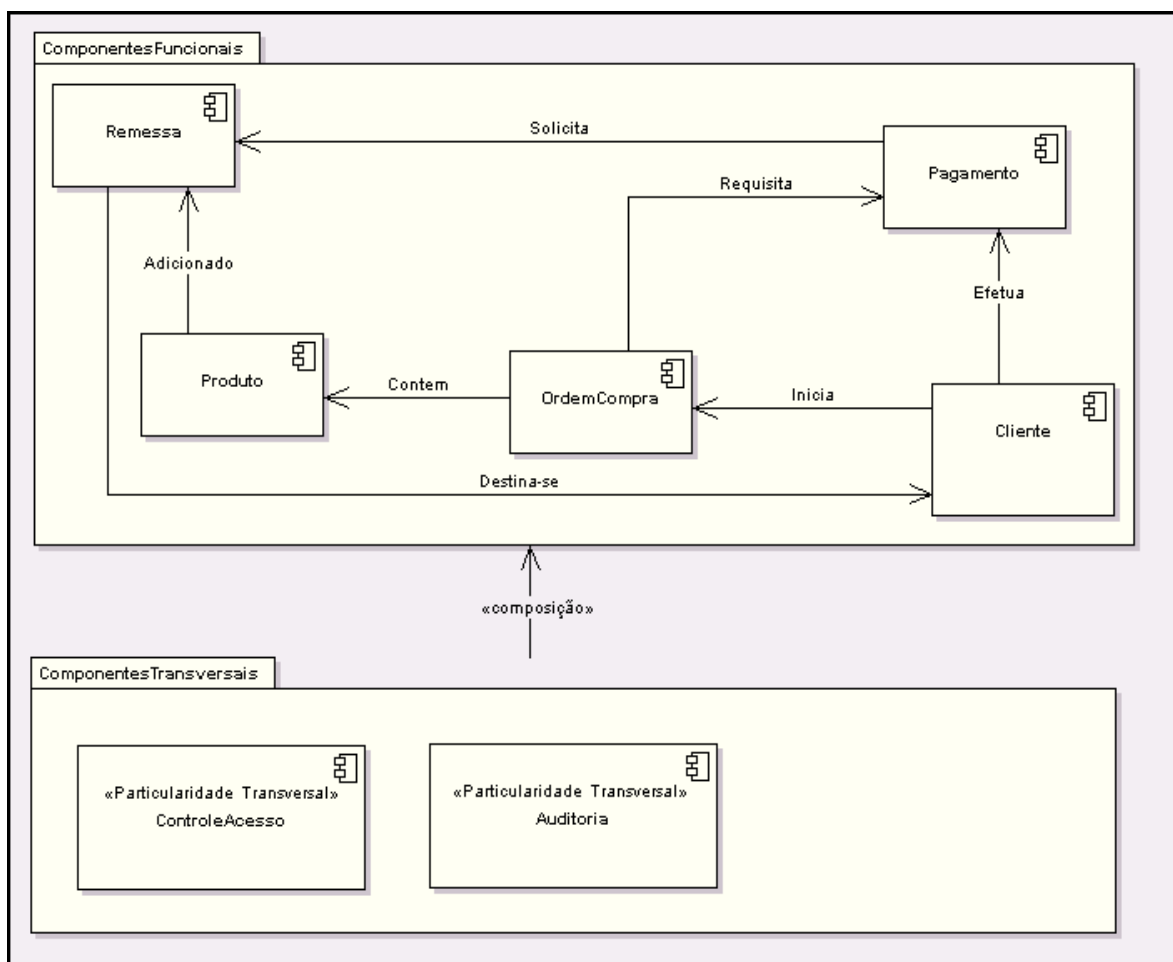 ComponentesFuncionais
Remessa
Solicita
Pagamento
Requisita
Adicionado
Efetua
Produto
Contem
OrdemCompra
Inicia
Cliente
Destina-se
«composição»
ComponentesTransversais
«Particularidade Transversal»
ControleAcesso
«Particularidade Transversal»
Auditoria